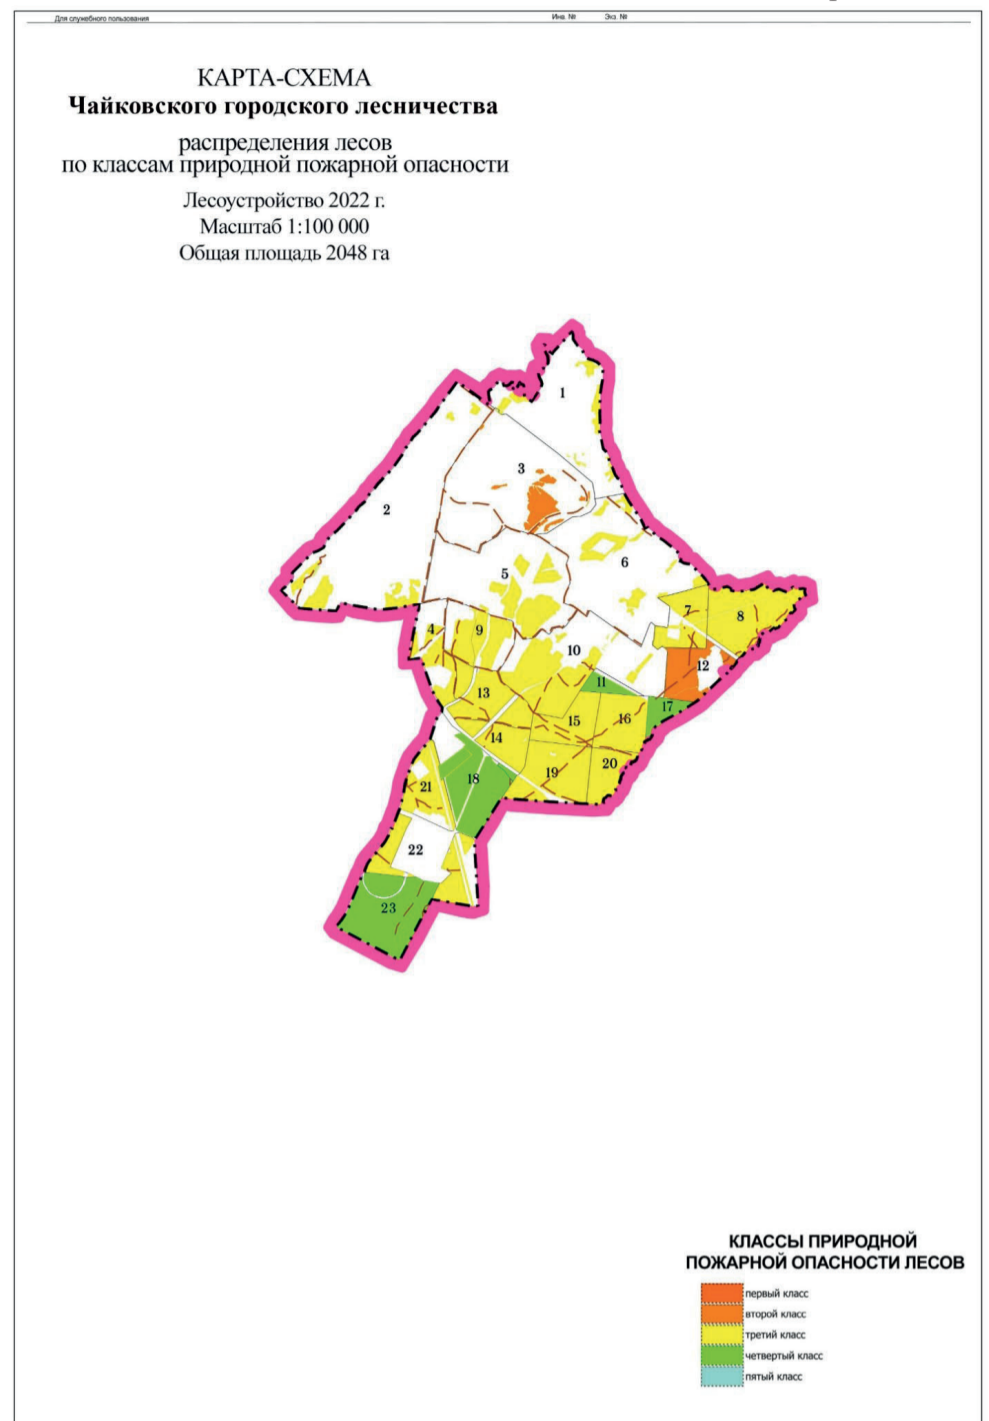 Для служебного пользования
Инв. №
Экз. №
КАРТА-СХЕМА
Чайковского городского лесничества
распределения лесов
по классам природной пожарной опасности
Лесоустройство 2022 г.
Масштаб 1:100 000
Общая площадь 2048 га
1
3
2
6
5
7
8
4
9
10
12
11
13
17
15
16
14
20
19
18
21
22
23
КЛАССЫ ПРИРОДНОЙ
ПОЖАРНОЙ ОПАСНОСТИ ЛЕСОВ
первый класс
второй класс
третий класс
четвертый класс
пятый класс